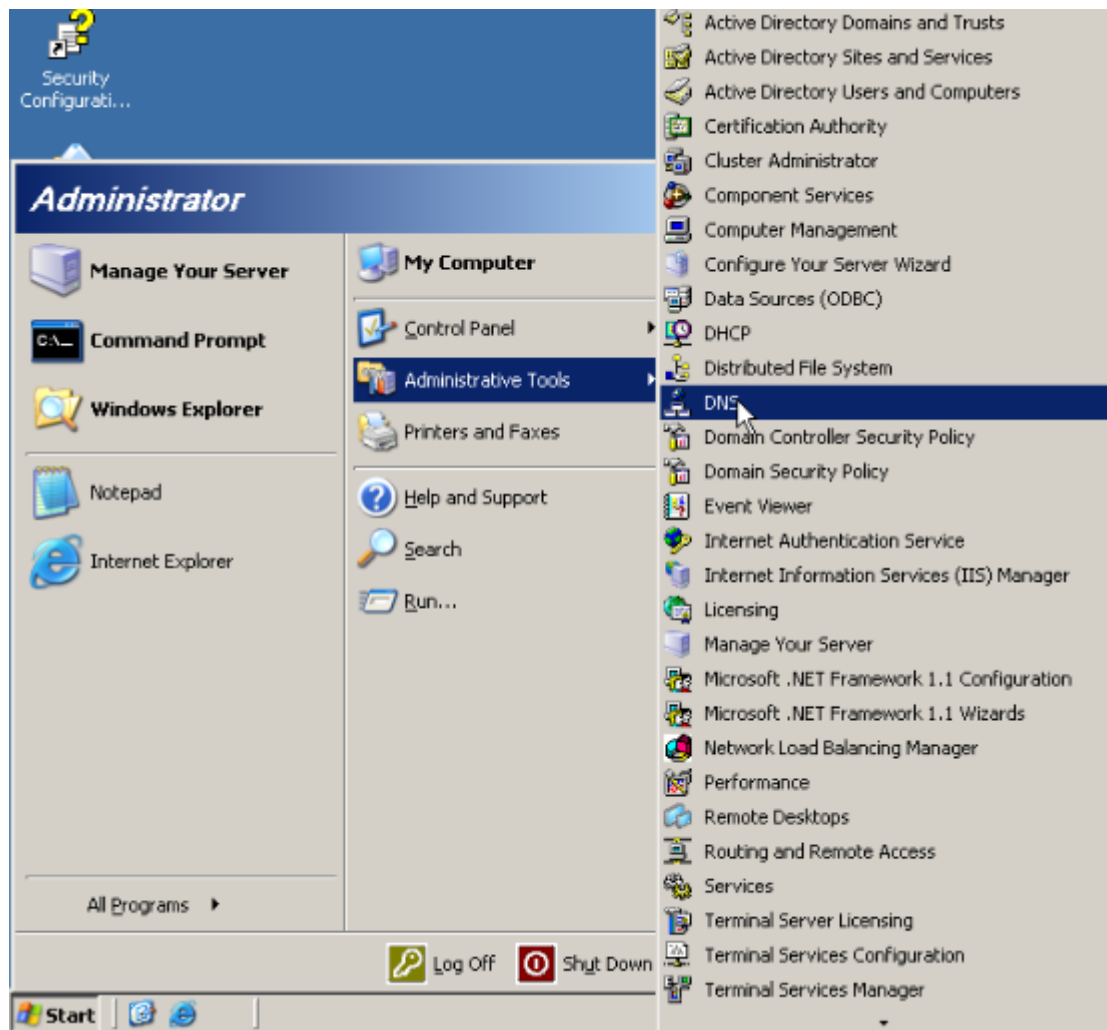 Security
Configurati...
Administrator
Manage Your Server
Command Prompt
Windows Explorer
Notepad
Internet Explorer
All Programs
My Computer
Control Panel
Administrative Tools
Printers and Faxes
Help and Support
Search
Run...
Log Off
Shut Down
Start
Active Directory Domains and Trusts
Active Directory Sites and Services
Active Directory Users and Computers
Certification Authority
Cluster Administrator
Component Services
Computer Management
Configure Your Server Wizard
Data Sources (ODBC)
DHCP
Distributed File System
DNS
Domain Controller Security Policy
Domain Security Policy
Event Viewer
Internet Authentication Service
Internet Information Services (IIS) Manager
Licensing
Manage Your Server
Microsoft .NET Framework 1.1 Configuration
Microsoft .NET Framework 1.1 Wizards
Network Load Balancing Manager
Performance
Remote Desktops
Routing and Remote Access
Services
Terminal Server Licensing
Terminal Services Configuration
Terminal Services Manager